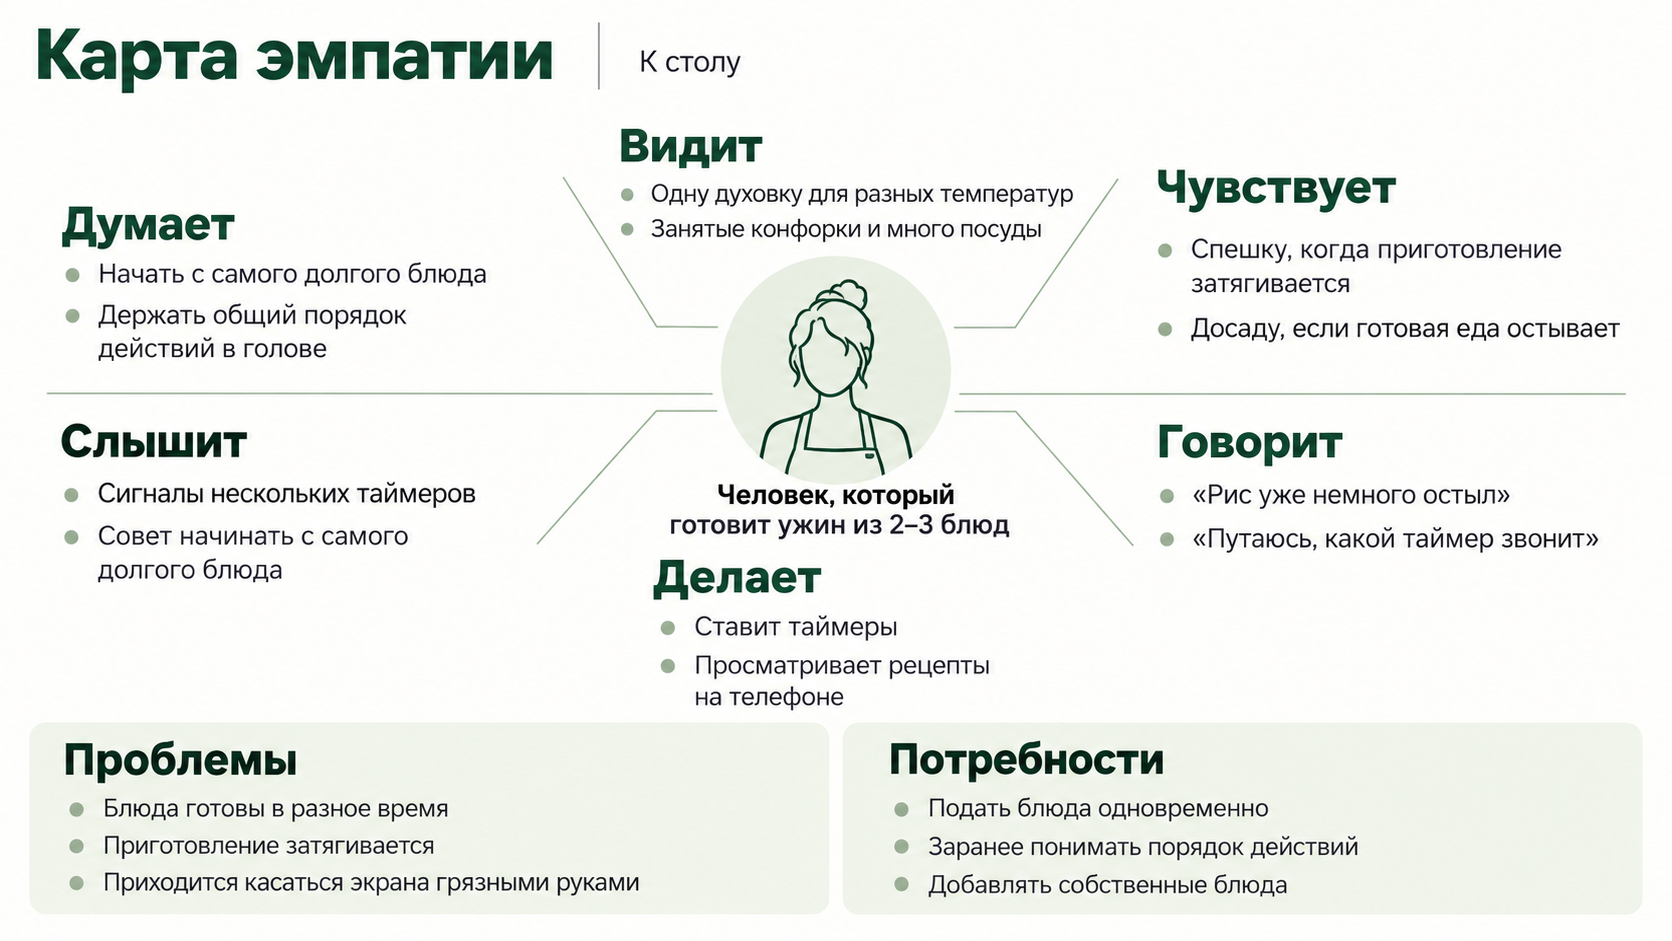 Карта эмпатии
К столу
Видит
Одну духовку для разных температур
Занятые конфорки и много посуды
Думает
Начать с самого долгого блюда
Держать общий порядок
действий в голове
Чувствует
Спешку, когда приготовление
затягивается
Досаду, если готовая еда остывает
Слышит
Сигналы нескольких таймеров
Совет начинать с самого
долгого блюда
Человек, который
готовит ужин из 2–3 блюд
Говорит
«Рис уже немного остыл»
«Путаюсь, какой таймер звонит»
Делает
Ставит таймеры
Просматривает рецепты
на телефоне
Проблемы
Блюда готовы в разное время
Приготовление затягивается
Приходится касаться экрана грязными руками
Потребности
Подать блюда одновременно
Заранее понимать порядок действий
Добавлять собственные блюда